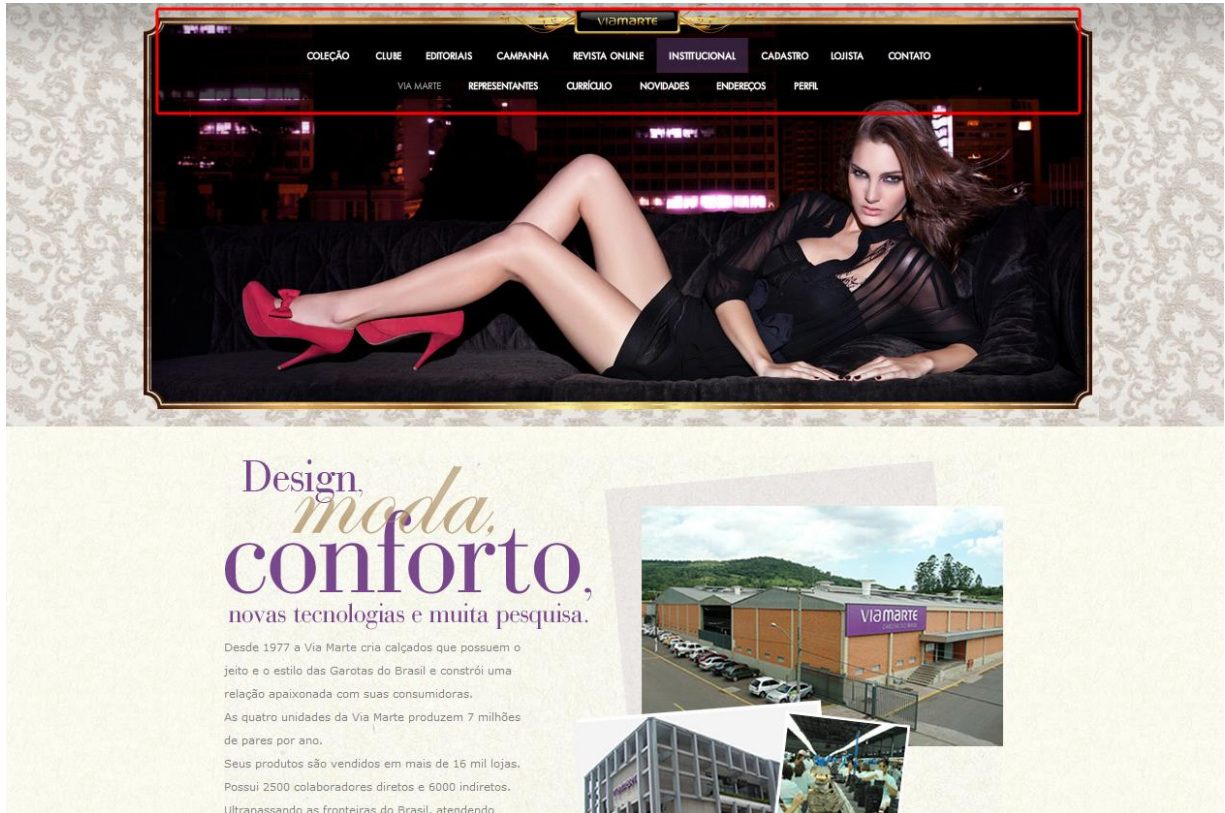 VIAMARTE
COLEÇÃO CLUBE EDITORIAIS CAMPANHA REVISTA ONLINE INSTITUCIONAL CADASTRO LOJISTA CONTATO
VIA MARTE REPRESENTANTES CURRÍCULO NOVIDADES ENDEREÇOS PERFIL
Design,
moda,
conforto,
novas tecnologias e muita pesquisa.
Desde 1977 a Via Marte cria calçados que possuem o
jeito e o estilo das Garotas do Brasil e constrói uma
relação apaixonada com suas consumidoras.
As quatro unidades da Via Marte produzem 7 milhões
de pares por ano.
Seus produtos são vendidos em mais de 16 mil lojas.
Possui 2500 colaboradores diretos e 6000 indiretos.
Ultrapassando as fronteiras do Brasil, atendendo
VIAMARTE
VIAMARTE